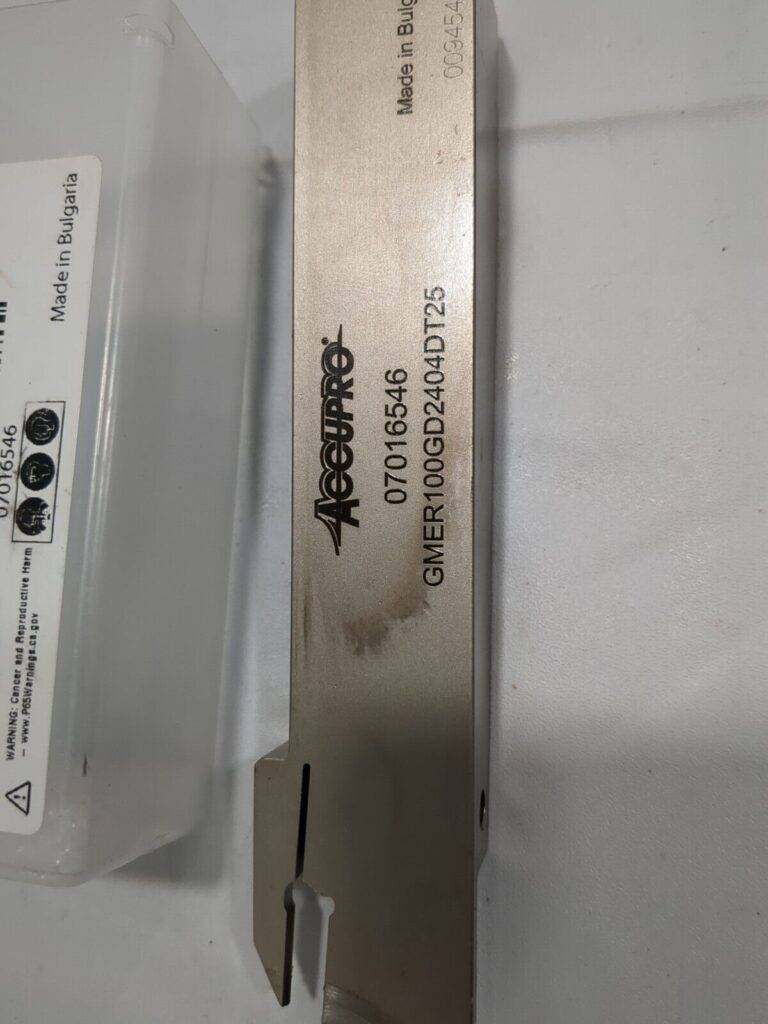 Made in Bulg
009454
ACCUPRO®
07016546
GMER100GD2404DT25
Made in Bulgaria
07016546
WARNING: Cancer and Reproductive Harm
– www.P65Warnings.ca.gov